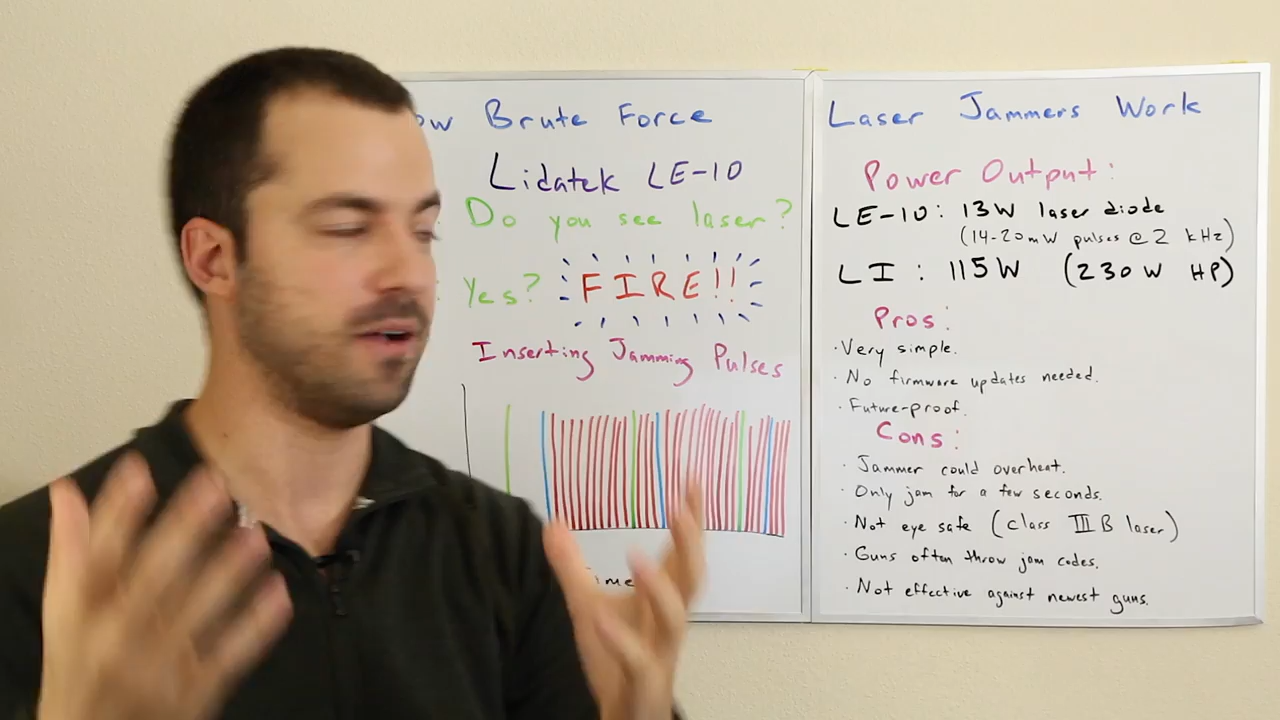 Brute Force
Lidatek LE-10
Do you see laser?
Yes?
FIRE!!
Inserting Jamming Pulses
Laser Jammers Work
Power Output:
LE-10: 13W laser diode
(14-20mW pulses @ 2 kHz)
LI : 115W (230W HP)
Pros:
· Very simple.
· No firmware updates needed.
· Future-proof.
Cons:
· Jammer could overheat.
· Only jam for a few seconds.
· Not eye safe (class III B laser)
· Guns often throw jam codes.
· Not effective against newest guns.